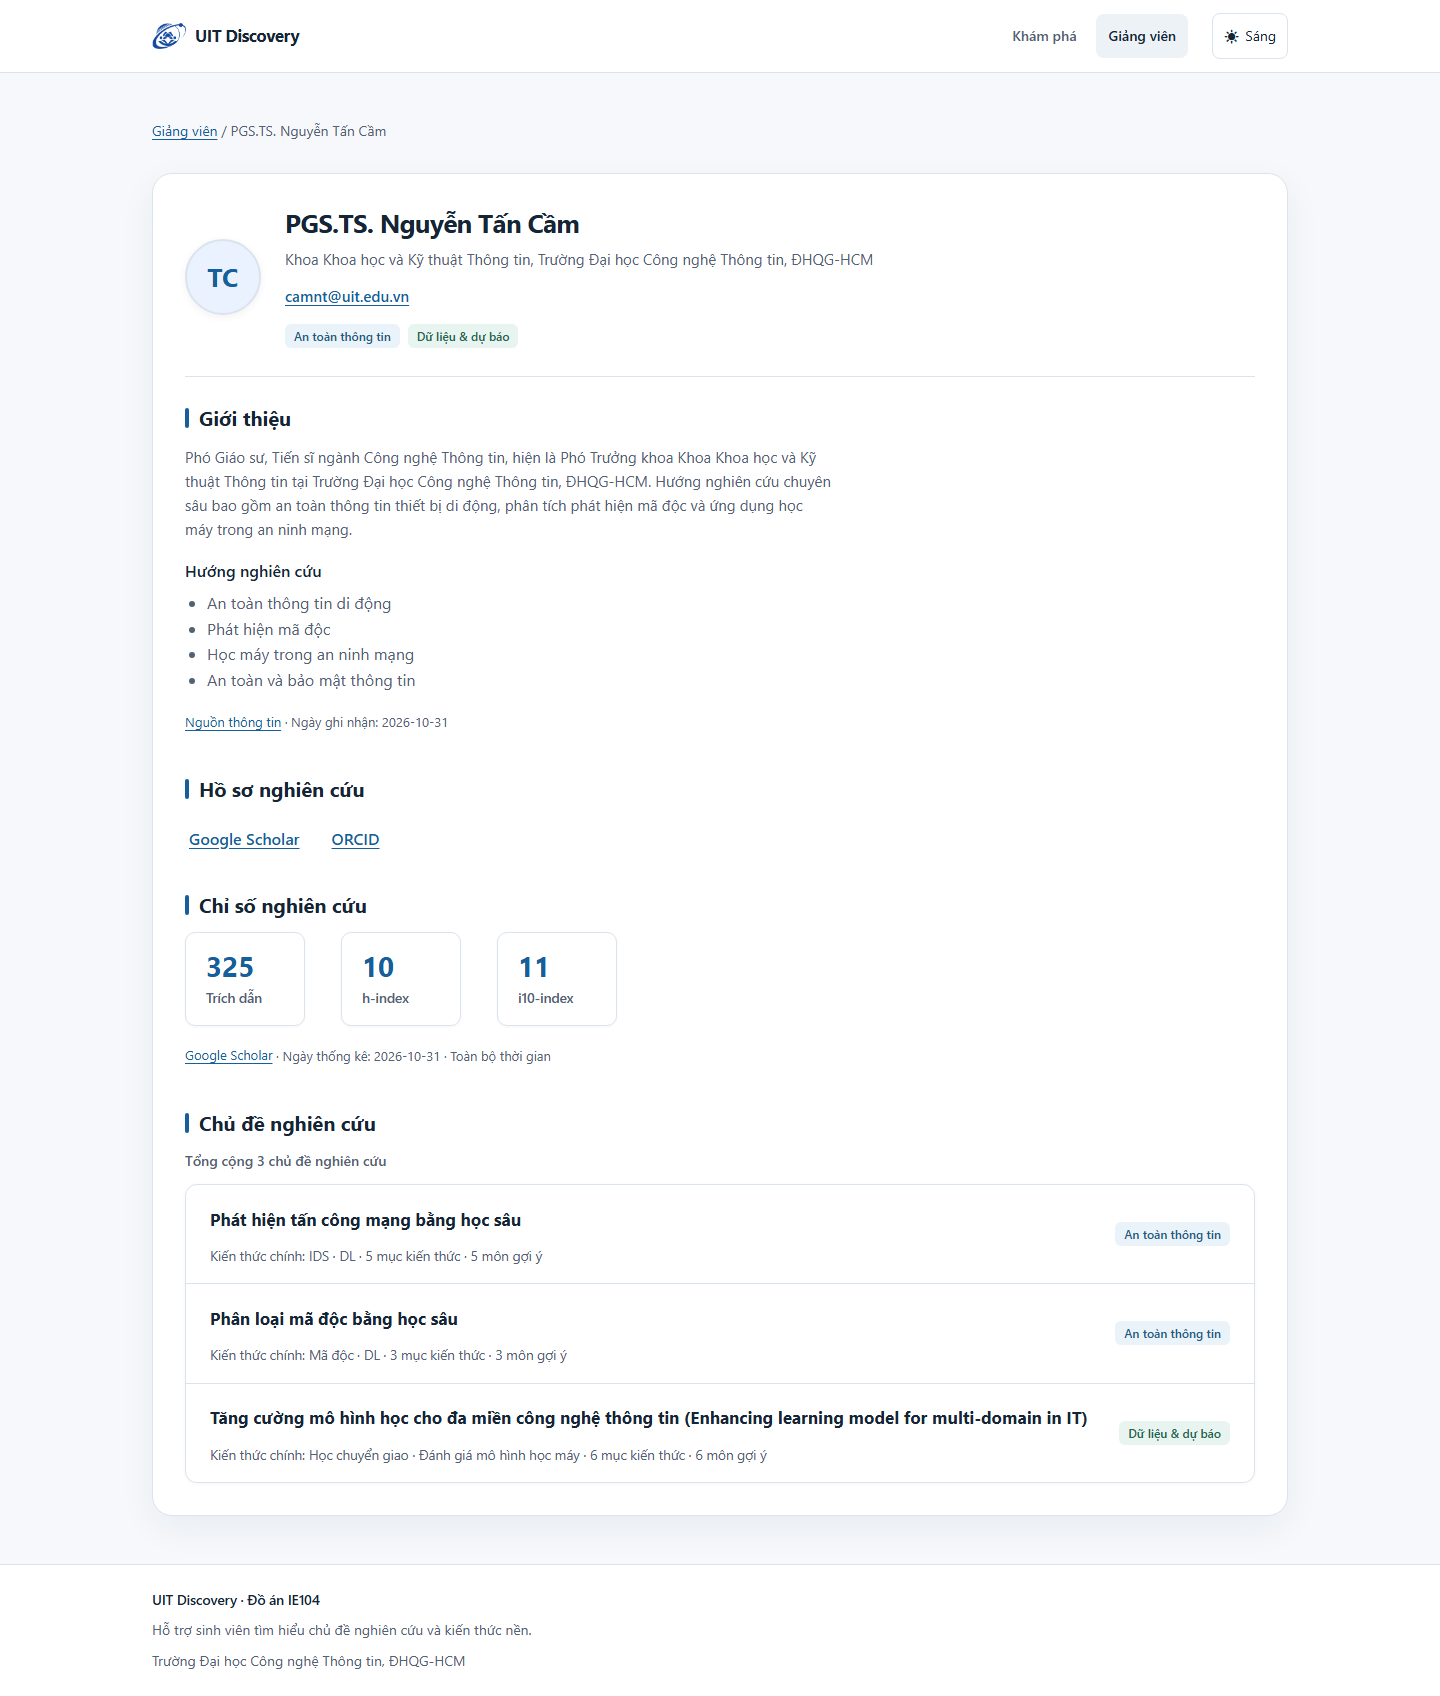 UIT Discovery
Khám phá
Giảng viên
Sáng
Giảng viên / PGS.TS. Nguyễn Tấn Cầm
TC
PGS.TS. Nguyễn Tấn Cầm
Khoa Khoa học và Kỹ thuật Thông tin, Trường Đại học Công nghệ Thông tin, ĐHQG-HCM
camnt@uit.edu.vn
An toàn thông tin
Dữ liệu & dự báo
Giới thiệu
Phó Giáo sư, Tiến sĩ ngành Công nghệ Thông tin, hiện là Phó Trưởng khoa Khoa Khoa học và Kỹ
thuật Thông tin tại Trường Đại học Công nghệ Thông tin, ĐHQG-HCM. Hướng nghiên cứu chuyên
sâu bao gồm an toàn thông tin thiết bị di động, phân tích phát hiện mã độc và ứng dụng học
máy trong an ninh mạng.
Hướng nghiên cứu
• An toàn thông tin di động
• Phát hiện mã độc
• Học máy trong an ninh mạng
• An toàn và bảo mật thông tin
Nguồn thông tin · Ngày ghi nhận: 2026-10-31
Hồ sơ nghiên cứu
Google Scholar
ORCID
Chỉ số nghiên cứu
325
Trích dẫn
10
h-index
11
i10-index
Google Scholar · Ngày thống kê: 2026-10-31 · Toàn bộ thời gian
Chủ đề nghiên cứu
Tổng cộng 3 chủ đề nghiên cứu
Phát hiện tấn công mạng bằng học sâu
Kiến thức chính: IDS · DL · 5 mục kiến thức · 5 môn gợi ý
An toàn thông tin
Phân loại mã độc bằng học sâu
Kiến thức chính: Mã độc · DL · 3 mục kiến thức · 3 môn gợi ý
An toàn thông tin
Tăng cường mô hình học cho đa miền công nghệ thông tin (Enhancing learning model for multi-domain in IT)
Kiến thức chính: Học chuyển giao · Đánh giá mô hình học máy · 6 mục kiến thức · 6 môn gợi ý
Dữ liệu & dự báo
UIT Discovery · Đồ án IE104
Hỗ trợ sinh viên tìm hiểu chủ đề nghiên cứu và kiến thức nền.
Trường Đại học Công nghệ Thông tin, ĐHQG-HCM